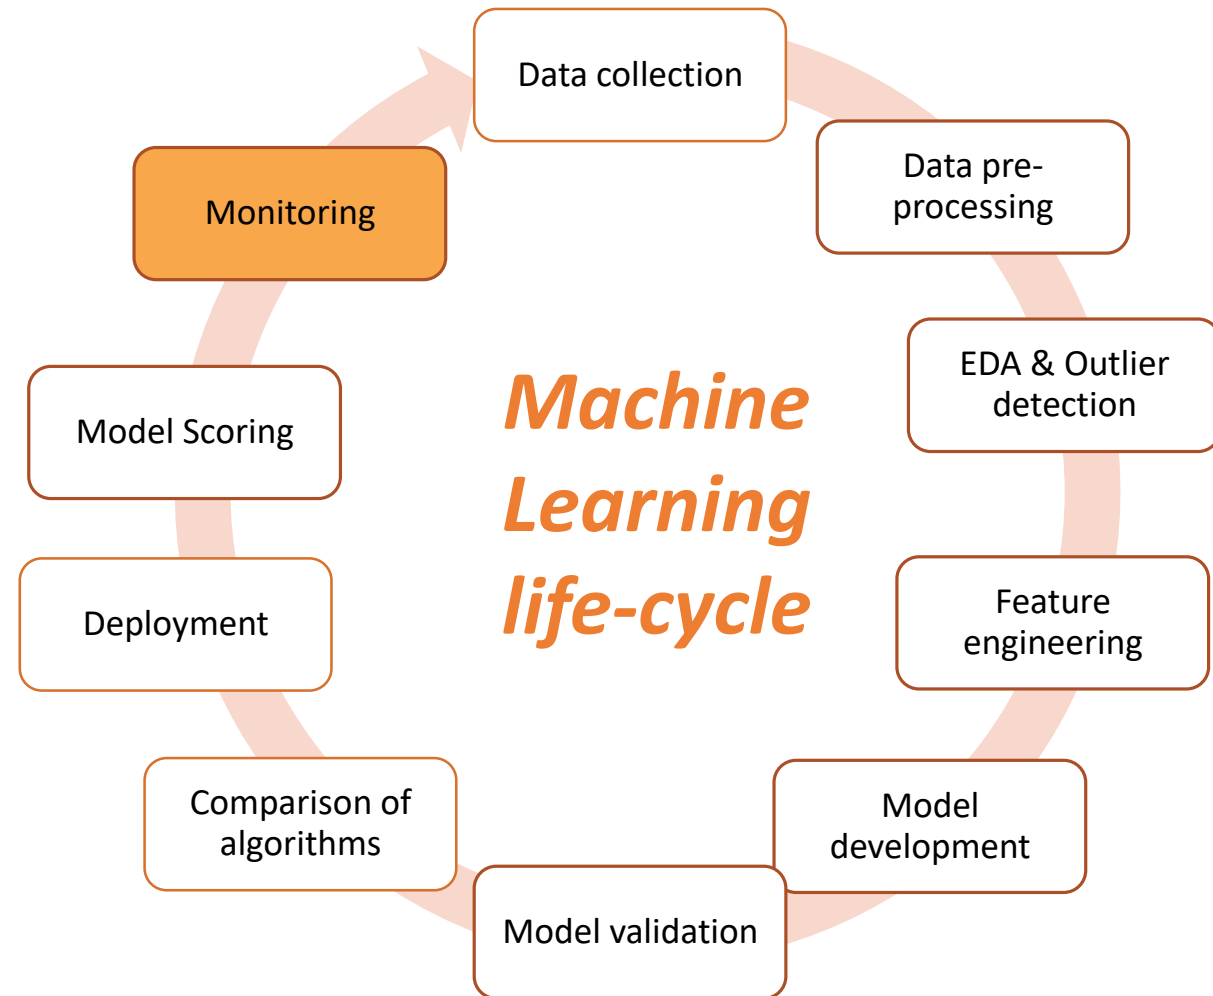 Data collection
Data pre-
processing
EDA & Outlier
detection
Feature
engineering
Model
development
Model validation
Comparison of
algorithms
Deployment
Model Scoring
Monitoring
Machine
Learning
life-cycle